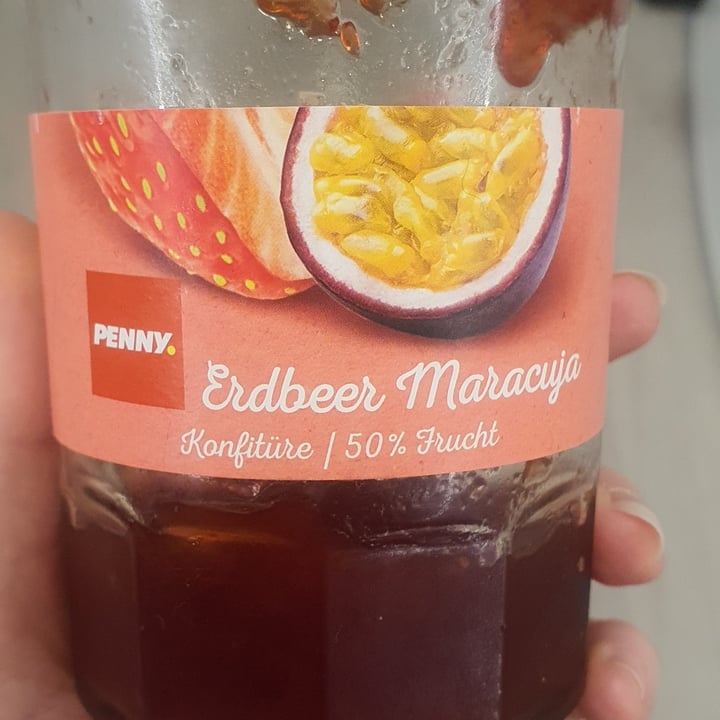 PENNY.
Erdbeer Maracuja
Konfitüre | 50% Frucht